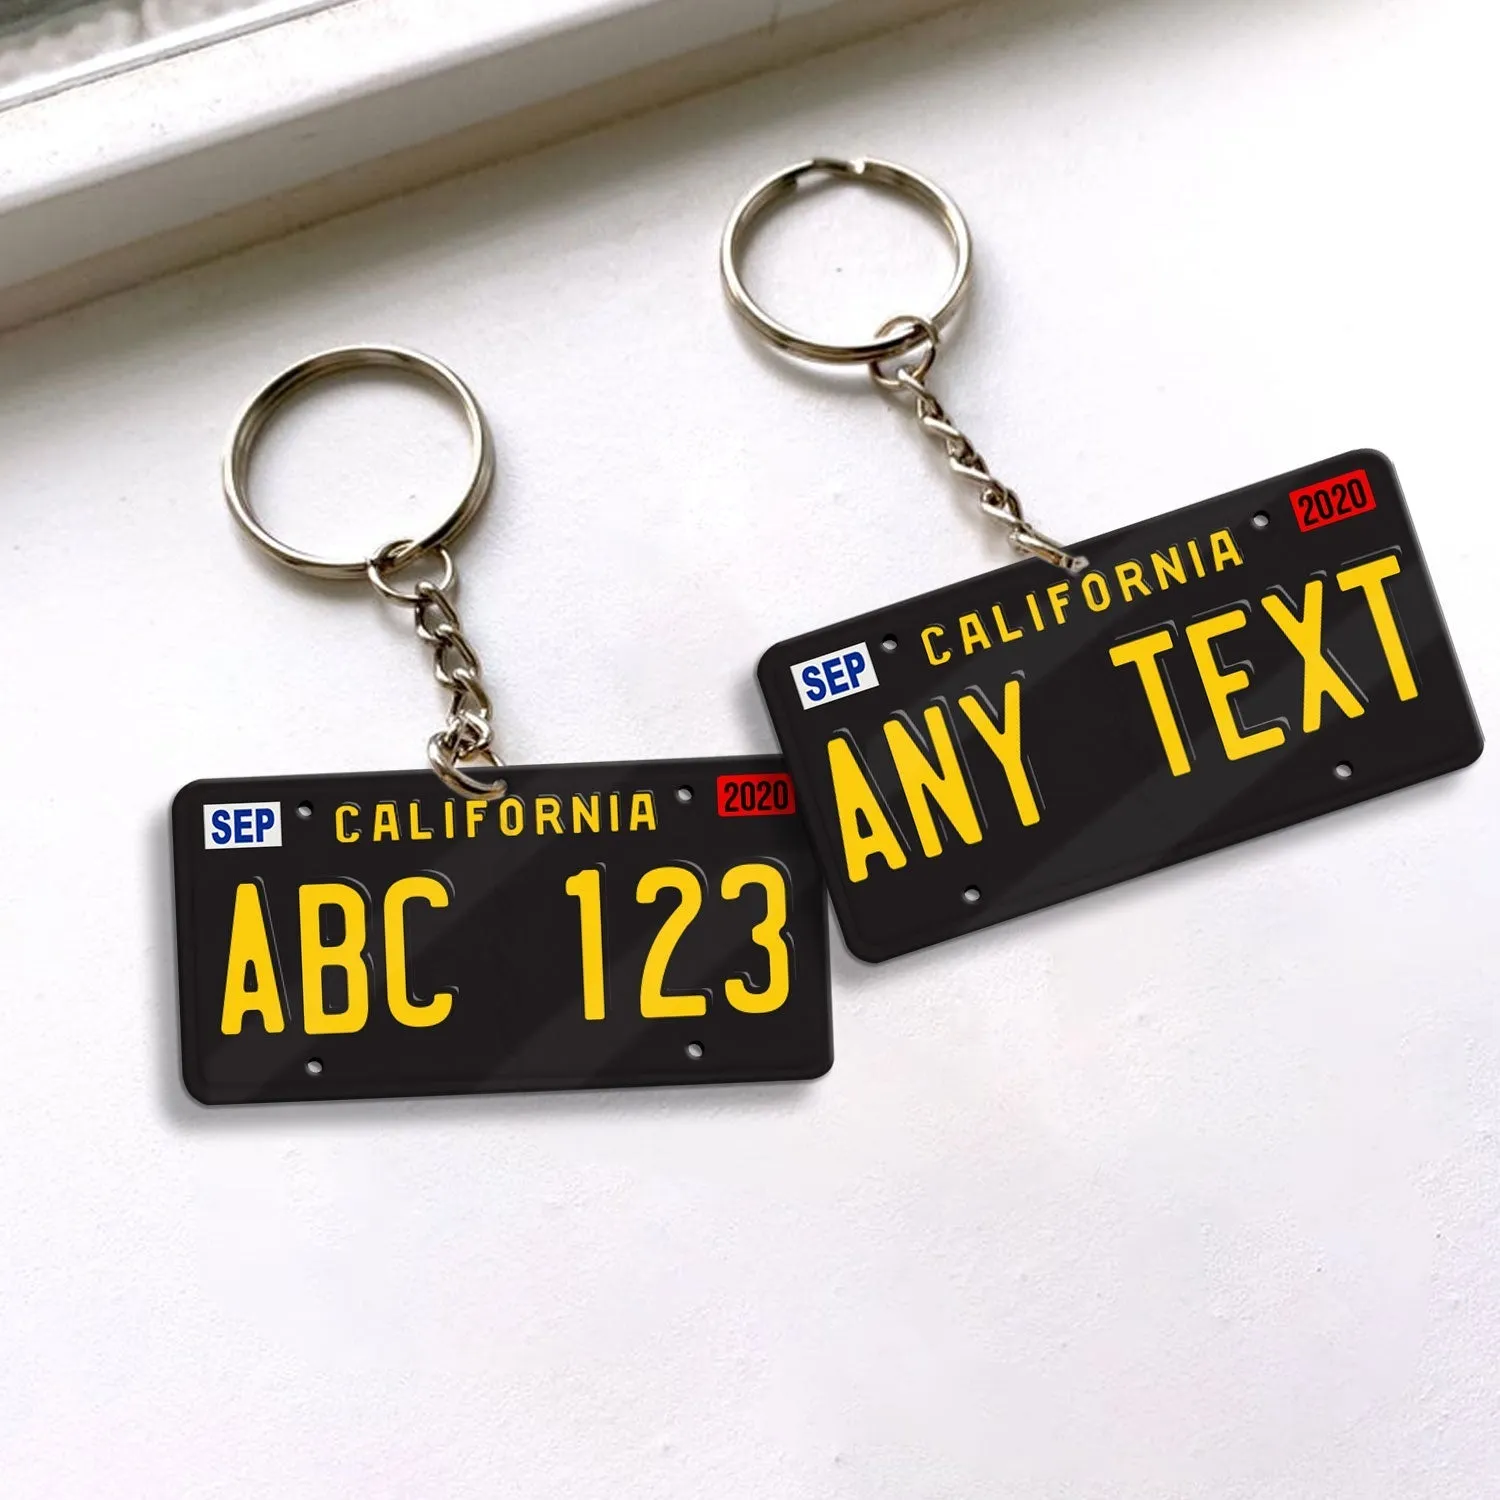 SEP CALIFORNIA 2020
ABC 123
SEP CALIFORNIA 2020
ANY TEXT